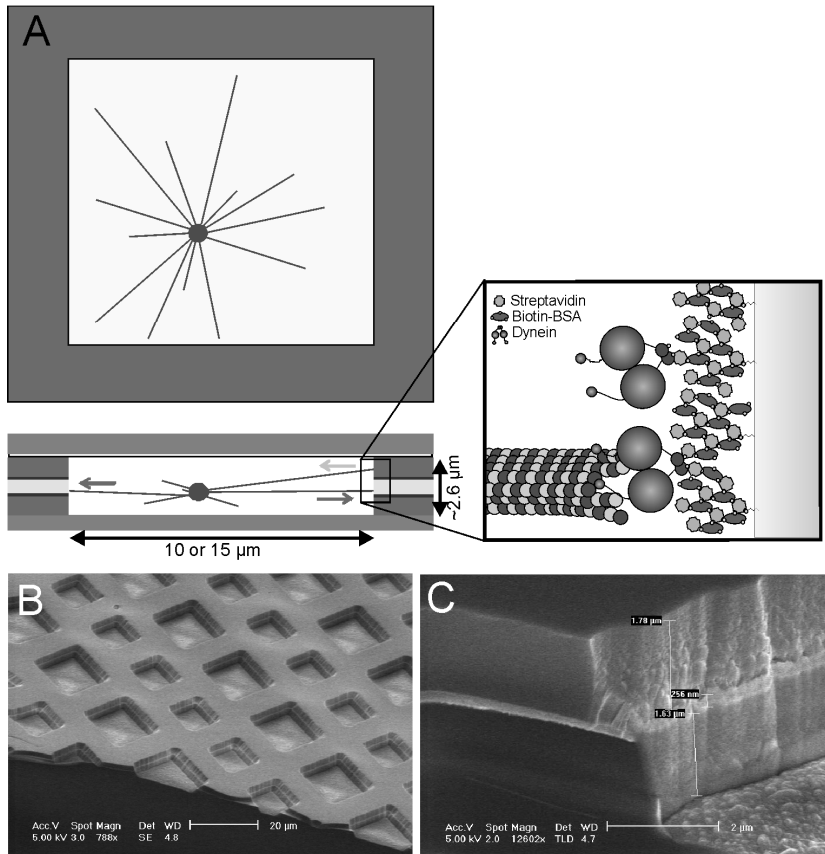 A
Streptavidin
Biotin-BSA
Dynein
~2.6 µm
10 or 15 µm
B
Acc.V Spot Magn Det WD
5.00 kV 3.0 788x SE 4.8 20 µm
C
1.78 µm
256 nm
1.63 µm
Acc.V Spot Magn Det WD
5.00 kV 2.0 12602x TLD 4.7 2 µm